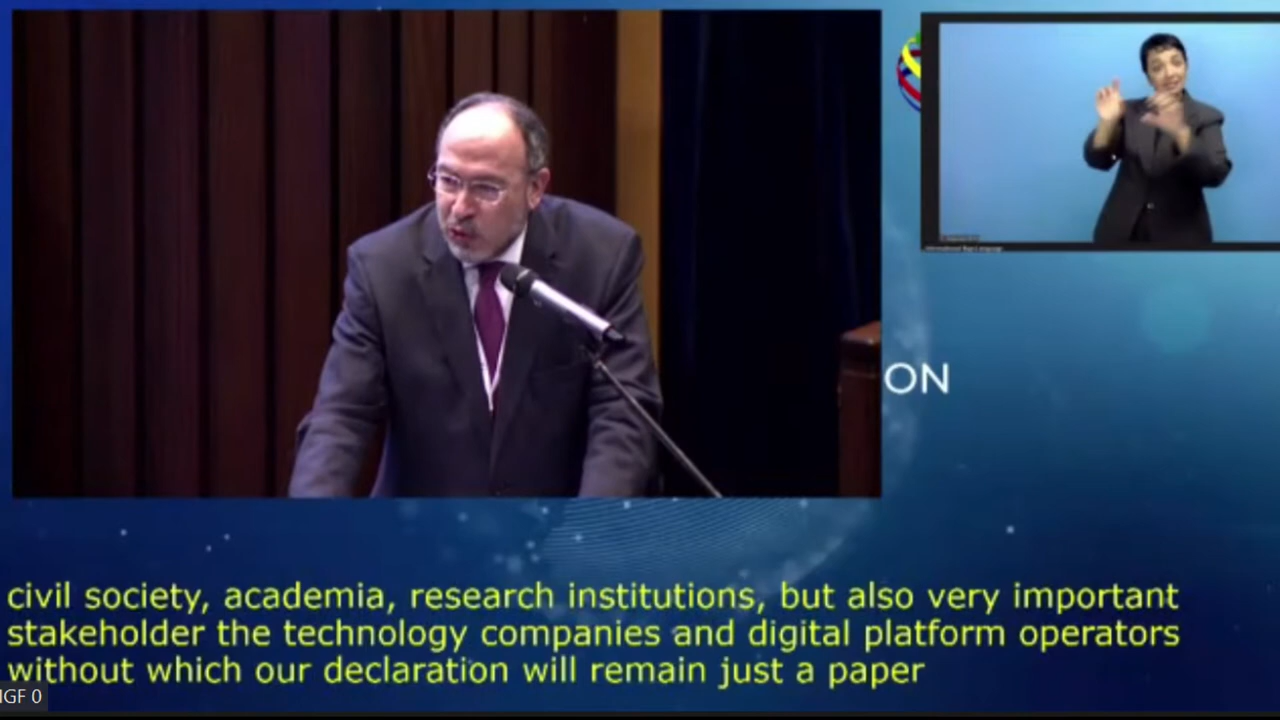 ON
civil society, academia, research institutions, but also very important
stakeholder the technology companies and digital platform operators
without which our declaration will remain just a paper
IGF 0